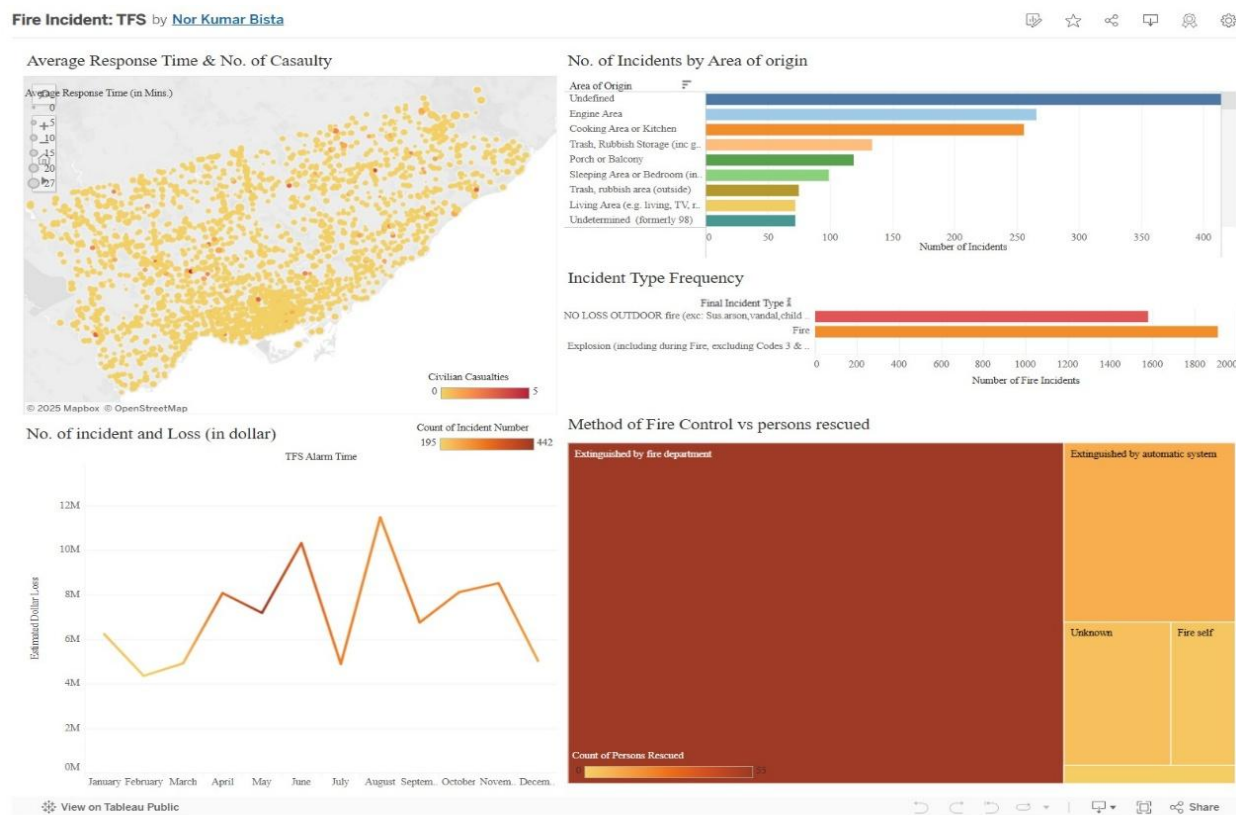 Fire Incident: TFS by Nor Kumar Bista
Average Response Time & No. of Casaulty
Average Response Time (in Mins.)
0
5
10
15
20
27
Civilian Casualties
0 5
© 2025 Mapbox © OpenStreetMap
No. of Incidents by Area of origin
Area of Origin
Undefined
Engine Area
Cooking Area or Kitchen
Trash, Rubbish Storage (inc g..
Porch or Balcony
Sleeping Area or Bedroom (in..
Trash, rubbish area (outside)
Living Area (e.g. living, TV, r..
Undetermined (formerly 98)
0 50 100 150 200 250 300 350 400
Number of Incidents
Incident Type Frequency
Final Incident Type
NO LOSS OUTDOOR fire (exc: Sus.arson,vandal,child ..
Fire
Explosion (including during Fire, excluding Codes 3 & ..
0 200 400 600 800 1000 1200 1400 1600 1800 2000
Number of Fire Incidents
No. of incident and Loss (in dollar)
Count of Incident Number
195 442
TFS Alarm Time
12M
10M
8M
6M
4M
2M
0M
Estimated Dollar Loss
January February March April May June July August Septem.. October Novem.. Decem..
Method of Fire Control vs persons rescued
Extinguished by fire department
Extinguished by automatic system
Unknown
Fire self
Count of Persons Rescued
0 53
View on Tableau Public
Share